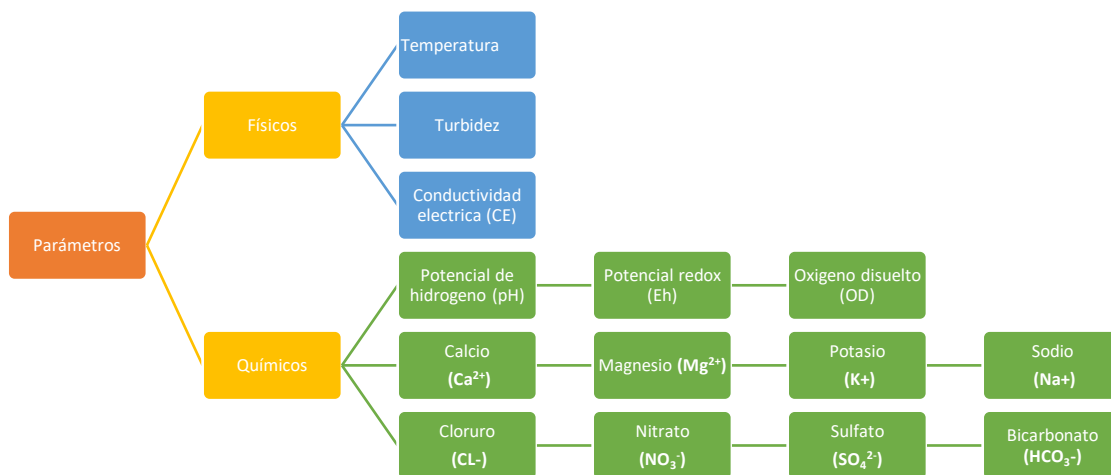 Temperatura
Físicos
Turbidez
Conductividad
electrica (CE)
Parámetros
Potencial de
hidrogeno (pH)
Potencial redox
(Eh)
Oxigeno disuelto
(OD)
Químicos
Calcio
(Ca²⁺)
Magnesio (Mg²⁺)
Potasio
(K+)
Sodio
(Na+)
Cloruro
(CL-)
Nitrato
(NO₃⁻)
Sulfato
(SO₄²⁻)
Bicarbonato
(HCO₃-)